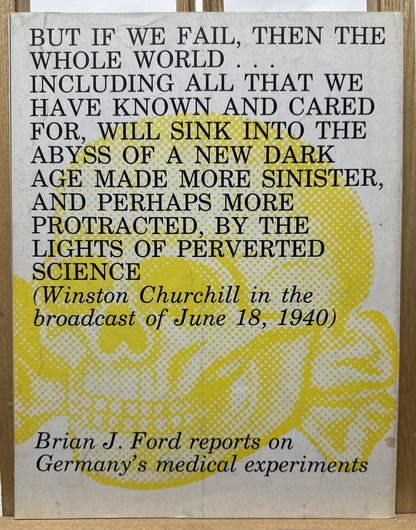 BUT IF WE FAIL, THEN THE
WHOLE WORLD . . .
INCLUDING ALL THAT WE
HAVE KNOWN AND CARED
FOR, WILL SINK INTO THE
ABYSS OF A NEW DARK
AGE MADE MORE SINISTER,
AND PERHAPS MORE
PROTRACTED, BY THE
LIGHTS OF PERVERTED
SCIENCE
(Winston Churchill in the
broadcast of June 18, 1940)
Brian J. Ford reports on
Germany's medical experiments